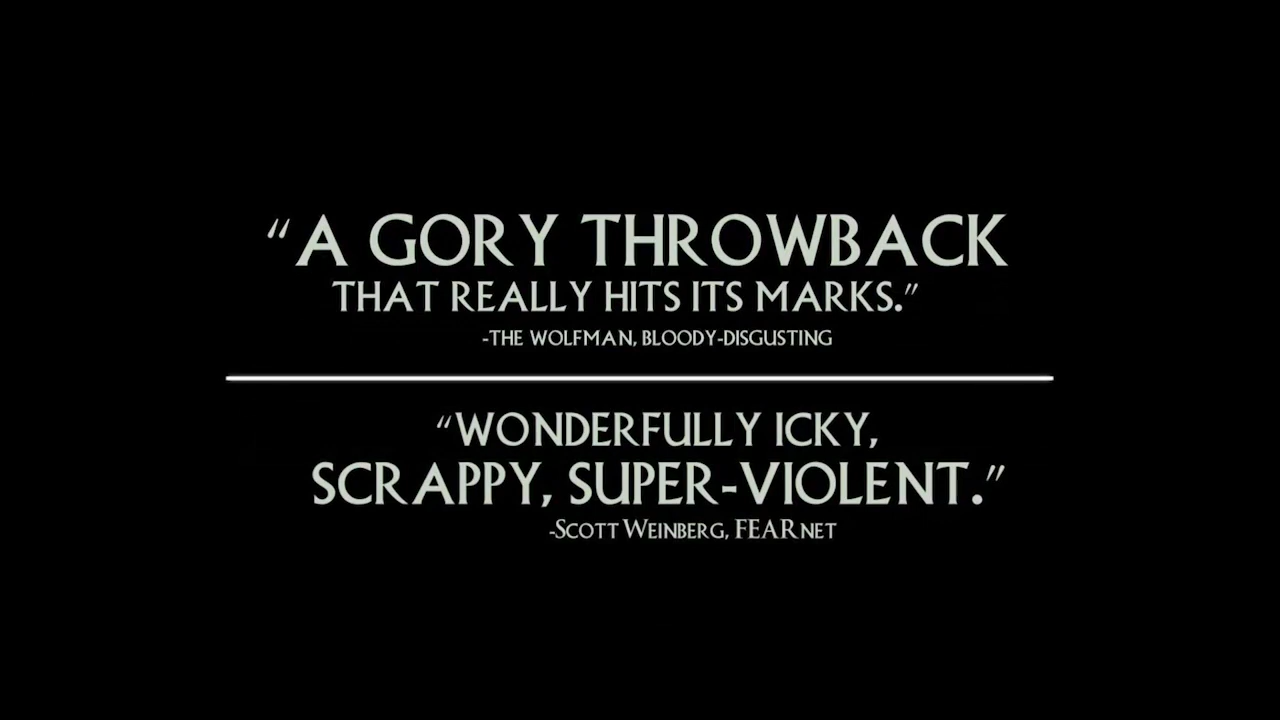 “A GORY THROWBACK
THAT REALLY HITS ITS MARKS.”
-THE WOLFMAN, BLOODY-DISGUSTING
“WONDERFULLY ICKY,
SCRAPPY, SUPER-VIOLENT.”
-SCOTT WEINBERG, FEARNET